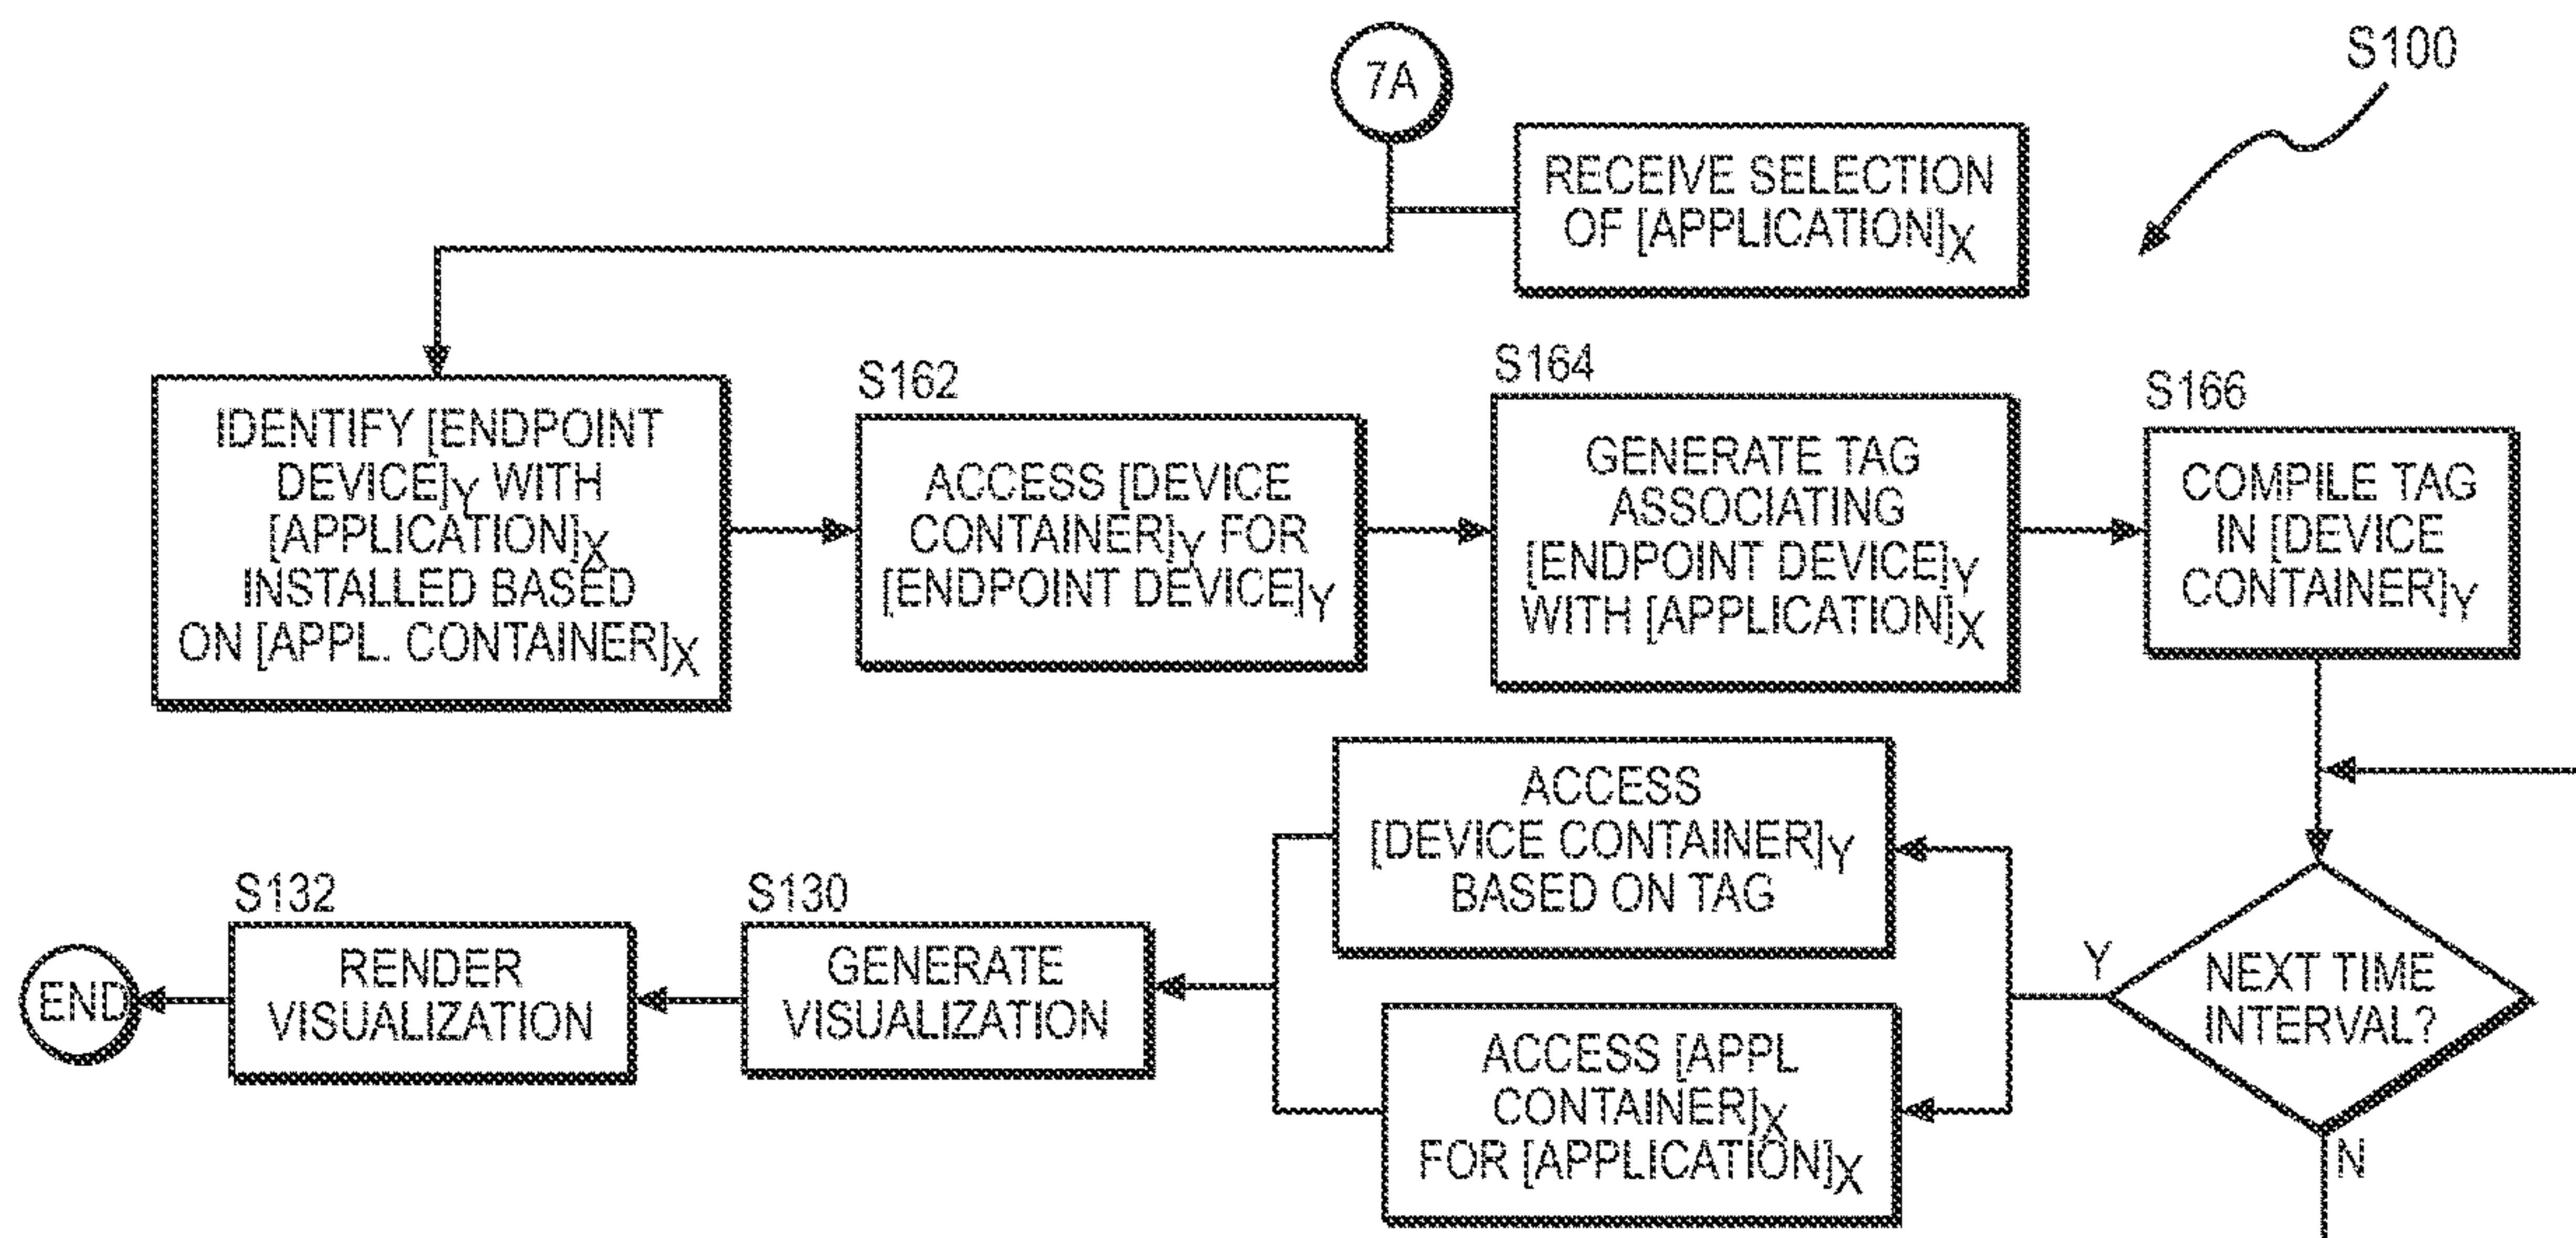 7A
S100
RECEIVE SELECTION
OF [APPLICATION]X
IDENTIFY [ENDPOINT
DEVICE]Y WITH
[APPLICATION]X
INSTALLED BASED
ON [APPL. CONTAINER]X
S162
ACCESS [DEVICE
CONTAINER]Y FOR
[ENDPOINT DEVICE]Y
S164
GENERATE TAG
ASSOCIATING
[ENDPOINT DEVICE]Y
WITH [APPLICATION]X
S166
COMPILE TAG
IN [DEVICE
CONTAINER]Y
NEXT TIME
INTERVAL?
Y
N
ACCESS
[DEVICE CONTAINER]Y
BASED ON TAG
ACCESS [APPL
CONTAINER]X
FOR [APPLICATION]X
S130
GENERATE
VISUALIZATION
S132
RENDER
VISUALIZATION
END